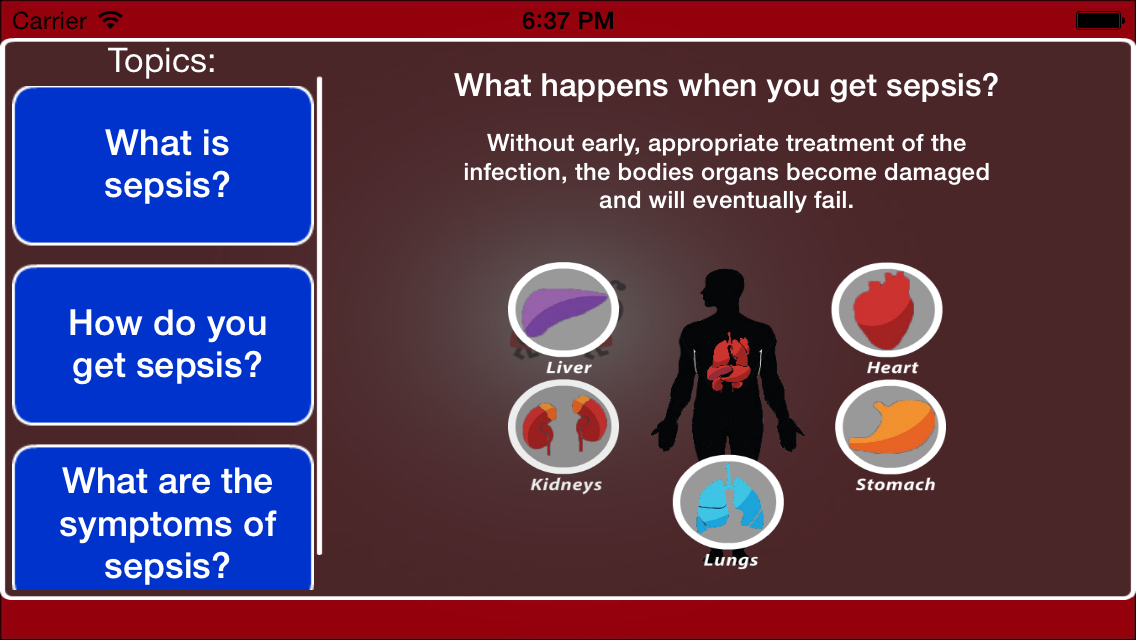 Carrier
6:37 PM
Topics:
What is
sepsis?
How do you
get sepsis?
What are the
symptoms of
sepsis?
What happens when you get sepsis?
Without early, appropriate treatment of the
infection, the bodies organs become damaged
and will eventually fail.
Liver
Heart
Kidneys
Stomach
Lungs